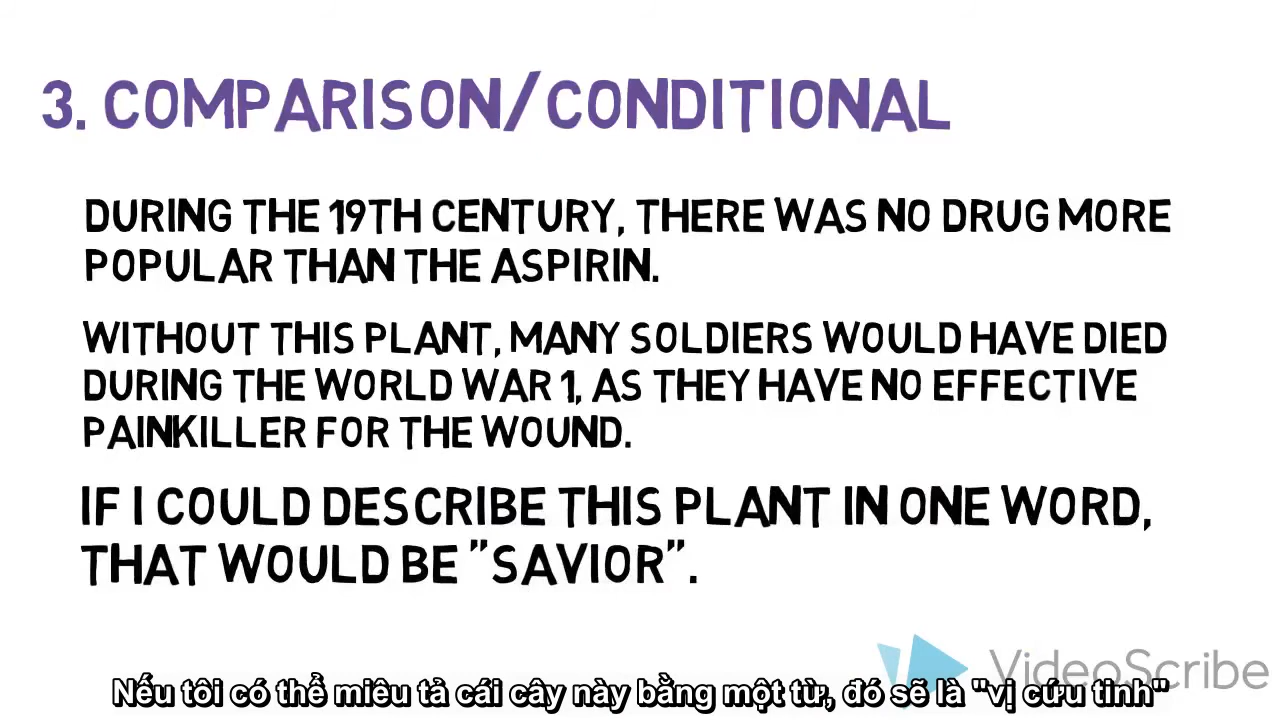 3. COMPARISON/CONDITIONAL
DURING THE 19TH CENTURY, THERE WAS NO DRUG MORE
POPULAR THAN THE ASPIRIN.
WITHOUT THIS PLANT, MANY SOLDIERS WOULD HAVE DIED
DURING THE WORLD WAR 1, AS THEY HAVE NO EFFECTIVE
PAINKILLER FOR THE WOUND.
IF I COULD DESCRIBE THIS PLANT IN ONE WORD,
THAT WOULD BE "SAVIOR".
VideoScribe
Nếu tôi có thể miêu tả cái cây này bằng một từ, đó sẽ là "vị cứu tinh"